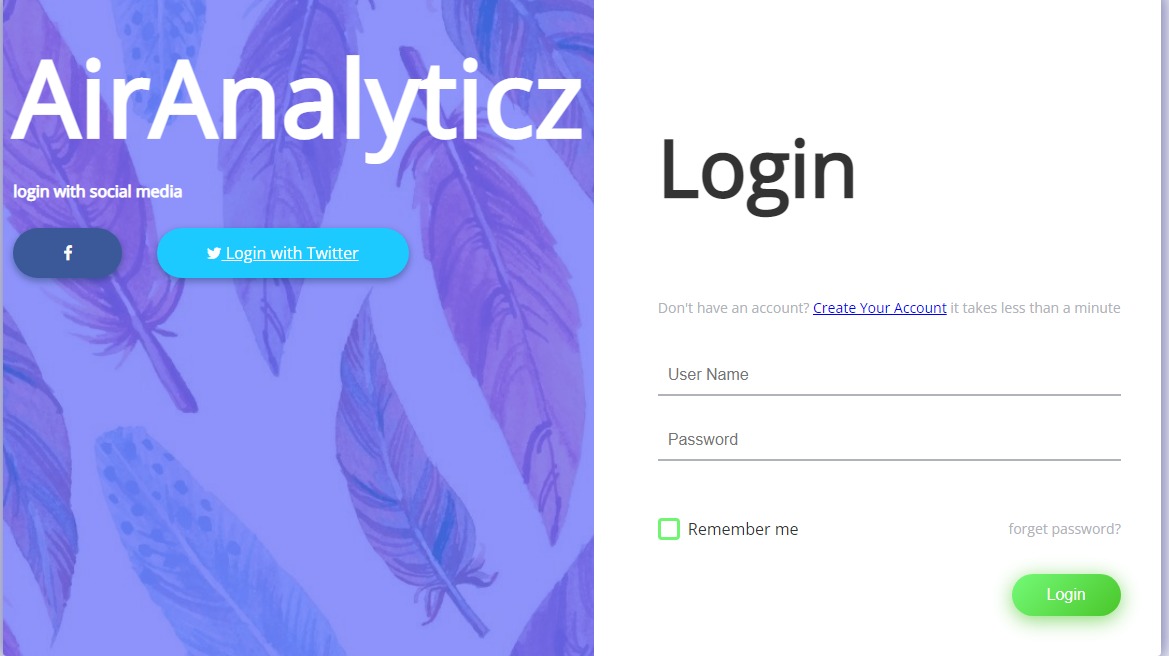 AirAnalyticz
login with social media
Login with Twitter
Login
Don't have an account? Create Your Account it takes less than a minute
User Name
Password
Remember me
forget password?
Login